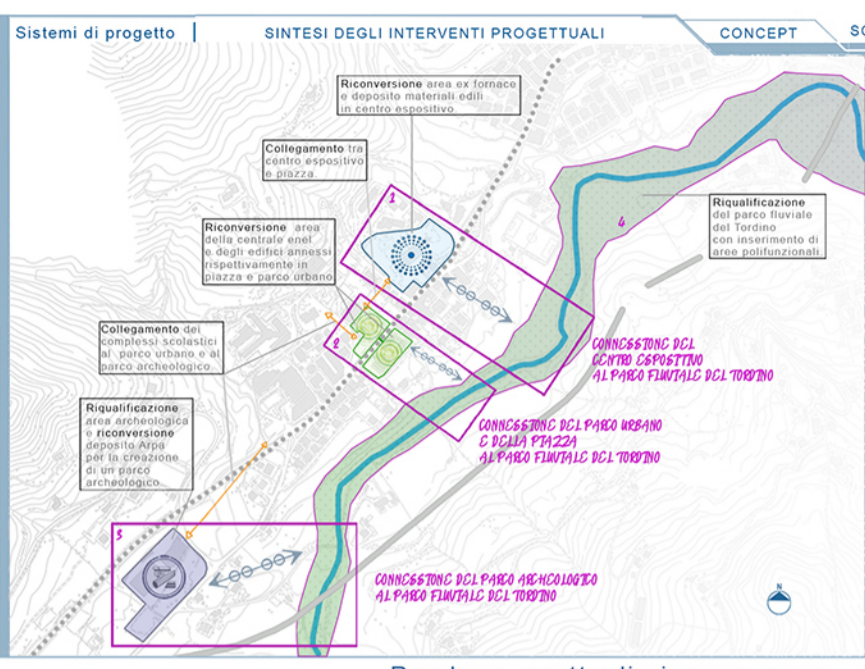 Sistemi di progetto
SINTESI DEGLI INTERVENTI PROGETTUALI
CONCEPT
Riconversione area ex fornace
e deposito materiali edili
in centro espositivo
Collegamento tra
centro espositivo
e piazza.
Riconversione area
della centrale enel
e degli edifici annessi
rispettivamente in
piazza e parco urbano
Riqualificazione
del parco fluviale
del Tordino
con inserimento di
aree polifunzionali.
1
4
2
Collegamento dei
complessi scolastici
al parco urbano e al
parco archeologico
CONNESSIONE DEL
CENTRO ESPOSITIVO
AL PARCO FLUVIALE DEL TORDINO
Riqualificazione
area archeologica
e riconversione
deposito Arpa
per la creazione
di un parco
archeologico
CONNESSIONE DEL PARCO URBANO
E DELLA PIAZZA
AL PARCO FLUVIALE DEL TORDINO
3
CONNESSIONE DEL PARCO ARCHEOLOGICO
AL PARCO FLUVIALE DEL TORDINO
N